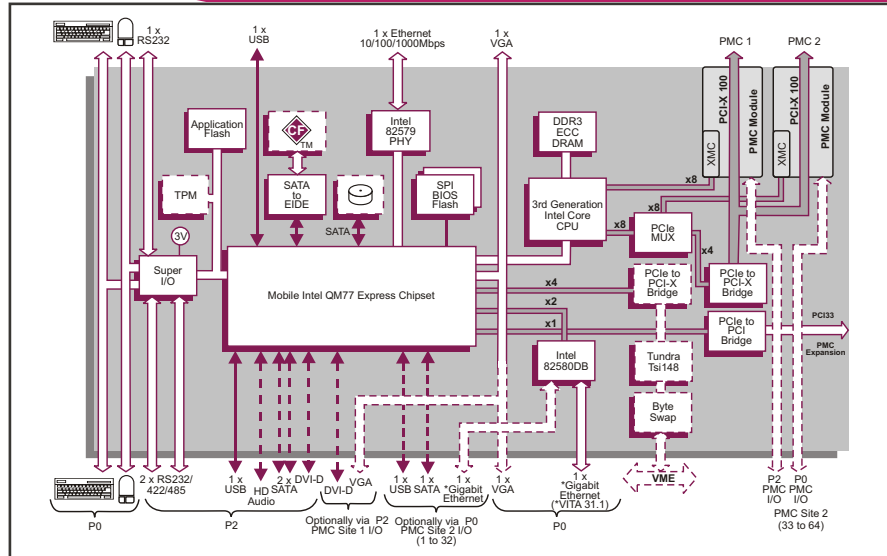 1 x
RS232
1 x
USB
1 x Ethernet
10/100/1000Mbps
1 x
VGA
PMC 1
PMC 2
Application
Flash
CF
TM
Intel
82579
PHY
DDR3
ECC
DRAM
XMC
PCI-X 100
PMC Module
XMC
PCI-X 100
PMC Module
TPM
SATA
to
EIDE
SATA
SPI
BIOS
Flash
3rd Generation
Intel Core
CPU
x8
x8
x8
PCIe
MUX
x4
3V
Super
I/O
Mobile Intel QM77 Express Chipset
x4
x2
x1
PCIe to
PCI-X
Bridge
PCIe to
PCI-X
Bridge
PCIe to
PCI
Bridge
PCI33
PMC
Expansion
Intel
82580DB
Tundra
Tsi148
Byte
Swap
VME
2 x RS232/
422/485
1 x
USB
HD
Audio
2 x
SATA
DVI-D
DVI-D
VGA
1 x
USB
1 x
SATA
1 x
*Gigabit
Ethernet
1 x
VGA
1 x
*Gigabit
Ethernet
(*VITA 31.1)
P2
PMC
I/O
P0
PMC
I/O
PMC Site 2
(33 to 64)
P0
P2
Optionally via P2
PMC Site 1 I/O
Optionally via P0
PMC Site 2 I/O
(1 to 32)
P0